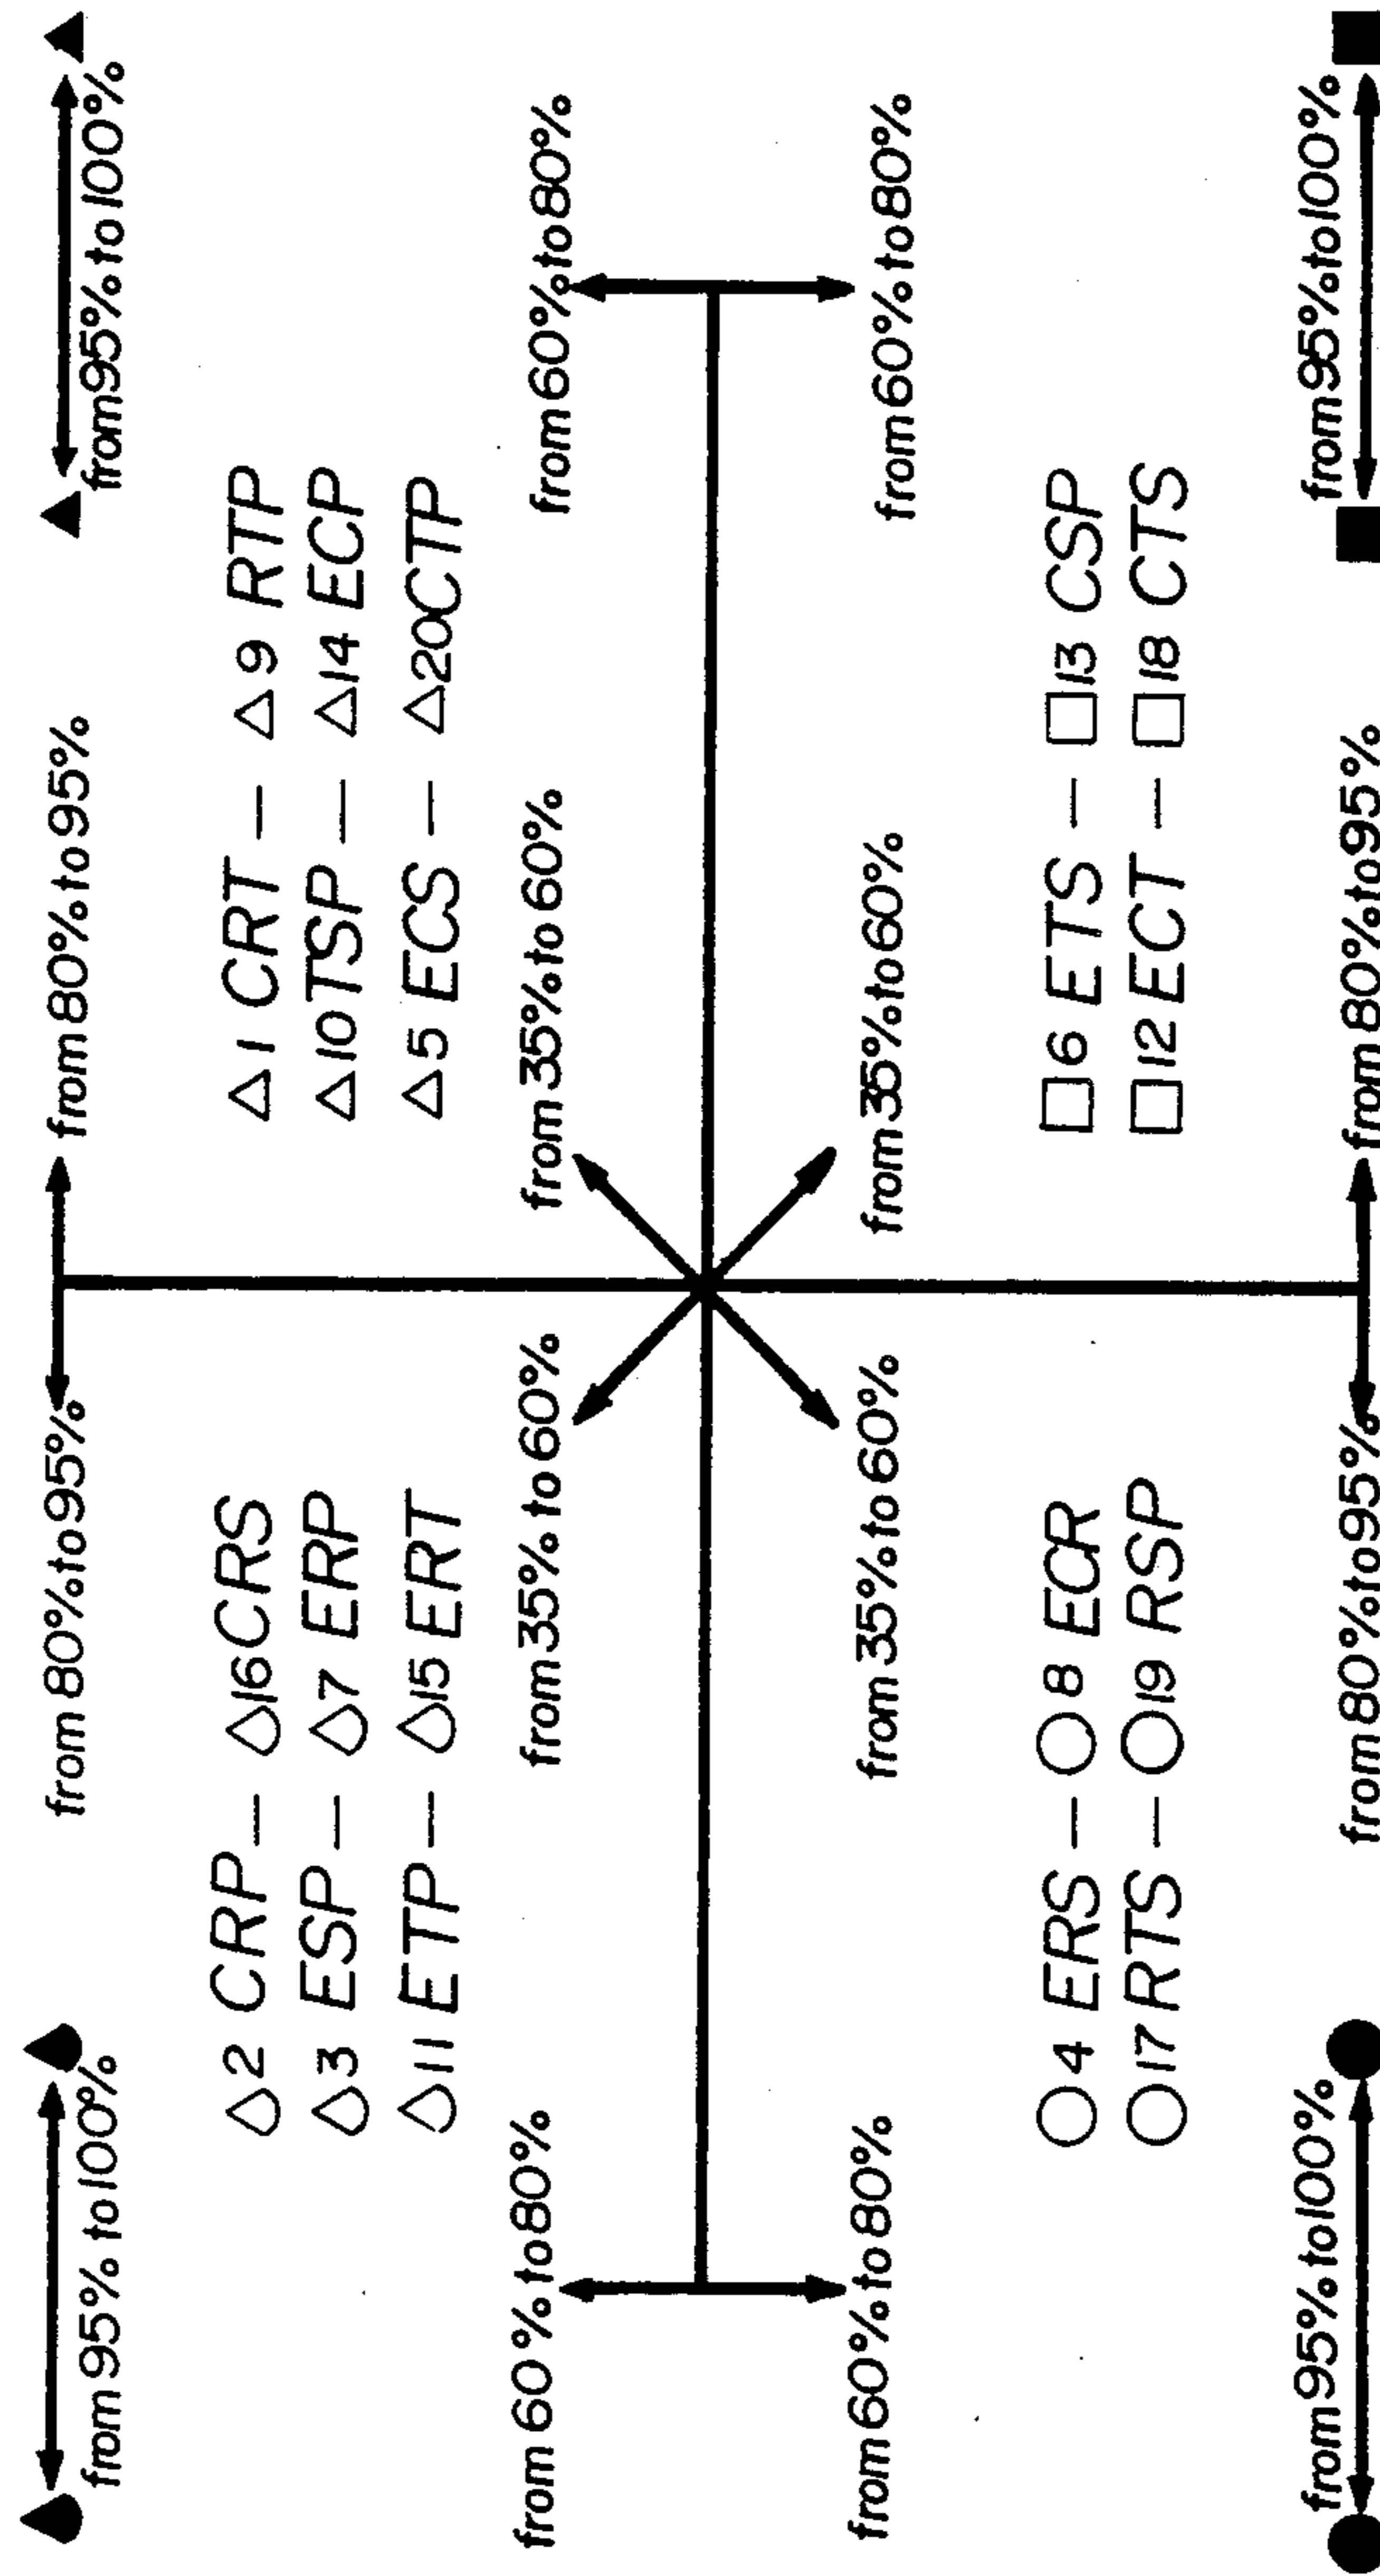 from 80% to 95% from 80% to 95%
from 95% to 100% from 95% to 100%
△2 CRP — △16 CRS △1 CRT — △9 RTP
△3 ESP — △7 ERP △10 TSP — △14 ECP
△11 ETP — △15 ERT △5 ECS — △20 CTP
from 60% to 80% from 35% to 60% from 35% to 60% from 60% to 80%
from 60% to 80% from 35% to 60% from 35% to 60% from 60% to 80%
○4 ERS — ○8 ECR □6 ETS — □13 CSP
○17 RTS — ○19 RSP □12 ECT — □18 CTS
from 95% to 100% from 95% to 100%
from 80% to 95% from 80% to 95%